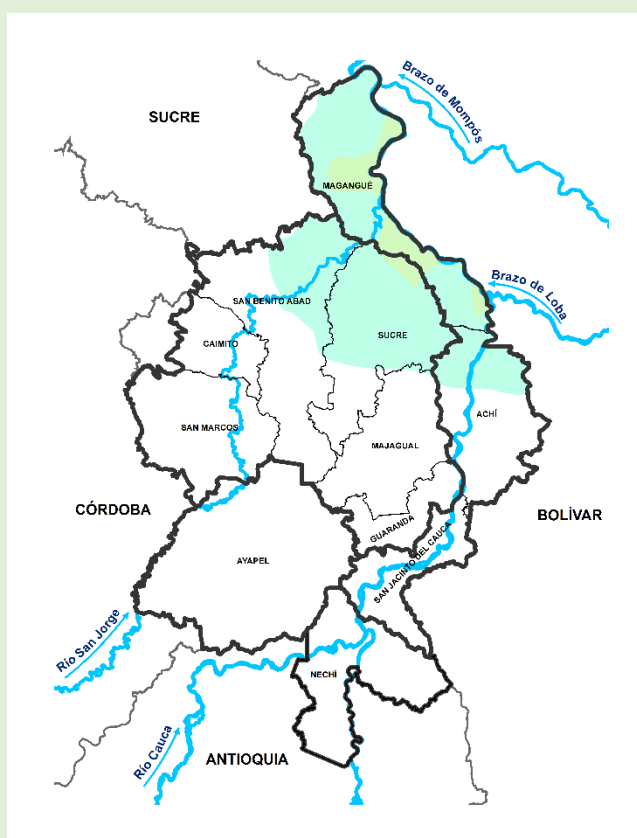 Brazo de Mompós
SUCRE
MAGANGUÉ
Brazo de Loba
SAN BENITO ABAD
SUCRE
CAIMITO
ACHÍ
SAN MARCOS
MAJAGUAL
CÓRDOBA
BOLÍVAR
GUARANDA
SAN JACINTO DEL CAUCA
AYAPEL
Río San Jorge
NECHÍ
Río Cauca
ANTIOQUIA